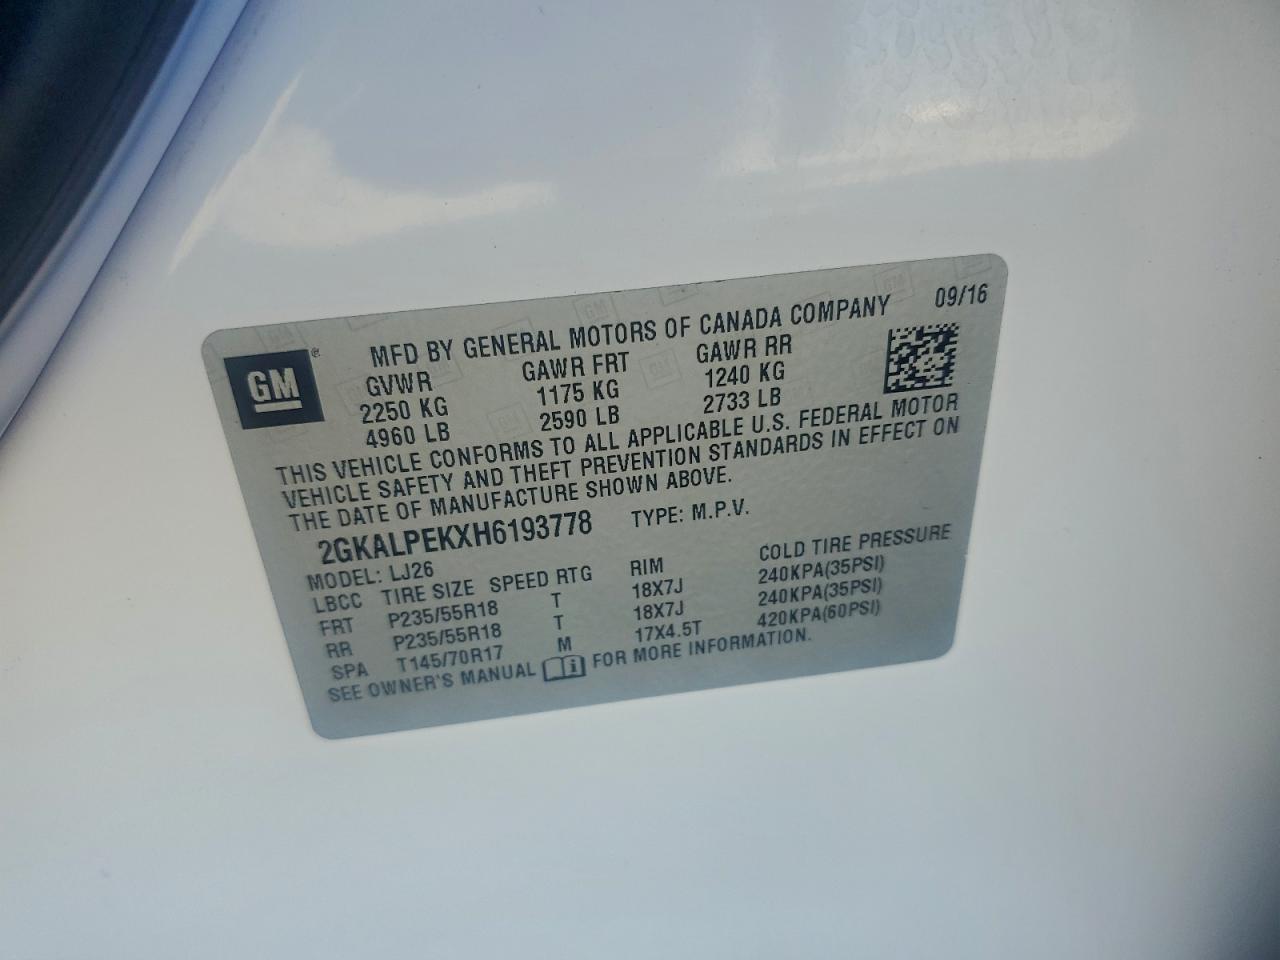 GM ®
MFD BY GENERAL MOTORS OF CANADA COMPANY 09/16
GVWR GAWR FRT GAWR RR
2250 KG 1175 KG 1240 KG
4960 LB 2590 LB 2733 LB
THIS VEHICLE CONFORMS TO ALL APPLICABLE U.S. FEDERAL MOTOR
VEHICLE SAFETY AND THEFT PREVENTION STANDARDS IN EFFECT ON
THE DATE OF MANUFACTURE SHOWN ABOVE.
2GKALPEKXH6193778 TYPE: M.P.V.
MODEL: LJ26
LBCC TIRE SIZE SPEED RTG RIM COLD TIRE PRESSURE
FRT P235/55R18 T 18X7J 240KPA(35PSI)
RR P235/55R18 T 18X7J 240KPA(35PSI)
SPA T145/70R17 M 17X4.5T 420KPA(60PSI)
SEE OWNER'S MANUAL FOR MORE INFORMATION.